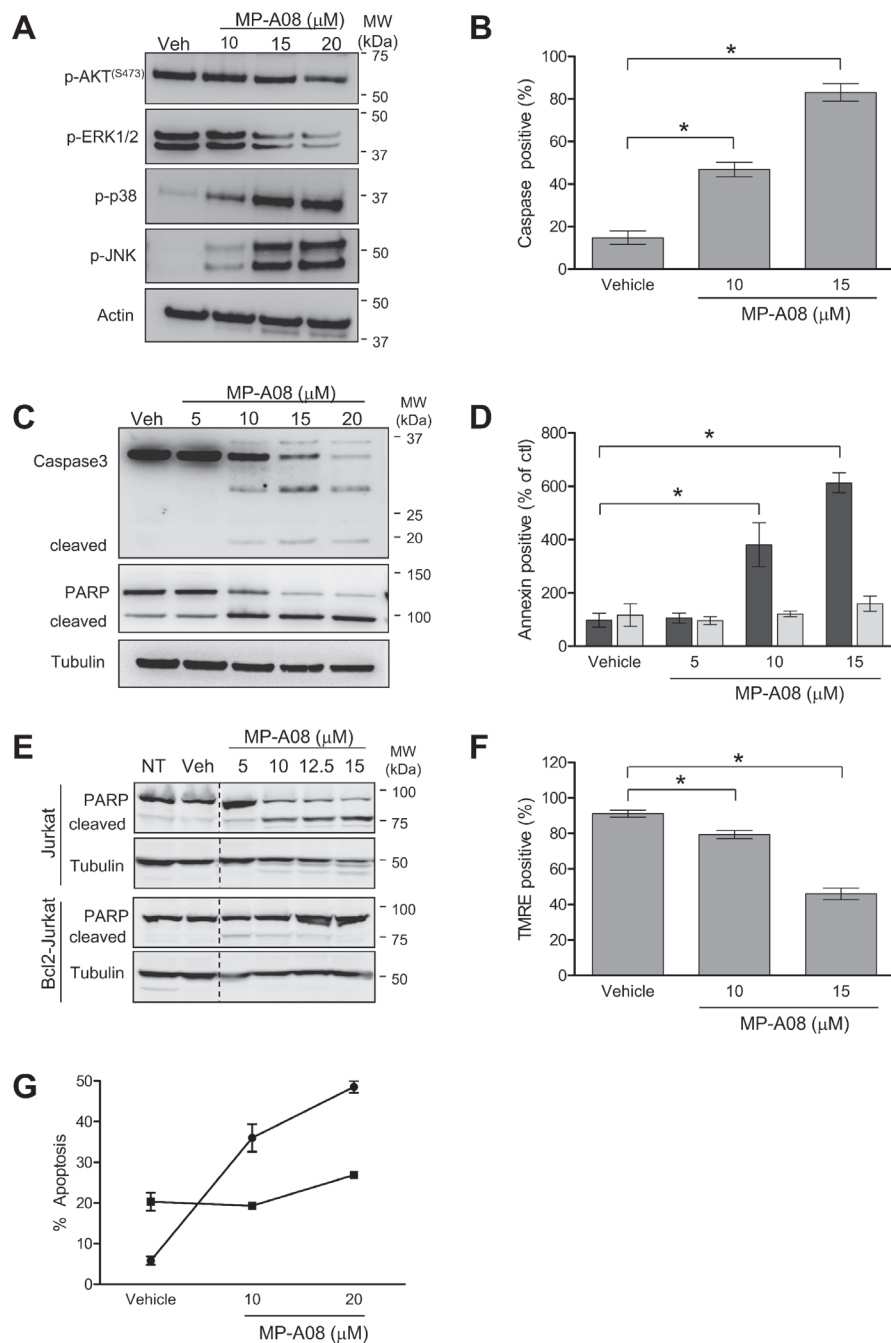 A
MP-A08 (μM)
MW
(kDa)
Veh 10 15 20
75
p-AKT(S473)
50
50
p-ERK1/2
37
p-p38
37
p-JNK
50
50
Actin
37
B
Caspase positive (%)
100
80
60
40
20
0
*
*
Vehicle 10 15
MP-A08 (μM)
C
MP-A08 (μM)
MW
(kDa)
Veh 5 10 15 20
37
Caspase3
25
20
cleaved
150
PARP
cleaved
100
Tubulin
D
Annexin positive (% of ctl)
800
600
400
200
0
*
*
Vehicle 5 10 15
MP-A08 (μM)
E
MP-A08 (μM)
MW
(kDa)
NT Veh 5 10 12.5 15
Jurkat
PARP
100
cleaved
75
Tubulin
50
Bcl2-Jurkat
PARP
100
cleaved
75
Tubulin
50
F
TMRE positive (%)
120
100
80
60
40
20
0
*
*
Vehicle 10 15
MP-A08 (μM)
G
% Apoptosis
50
40
30
20
10
0
Vehicle 10 20
MP-A08 (μM)